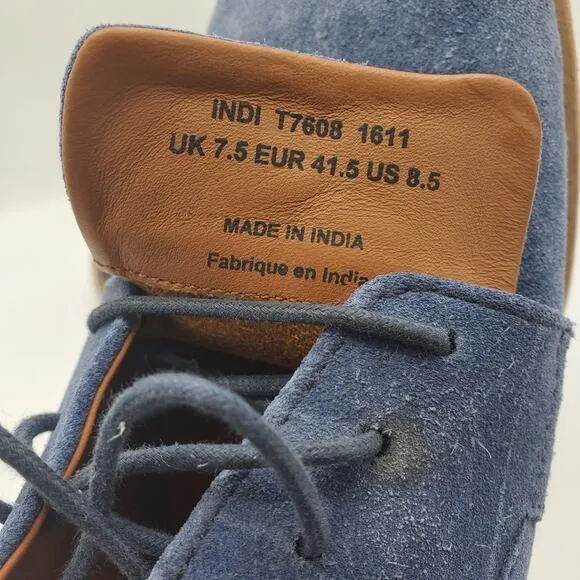 INDI T7608 1611
UK 7.5 EUR 41.5 US 8.5
MADE IN INDIA
Fabrique en India